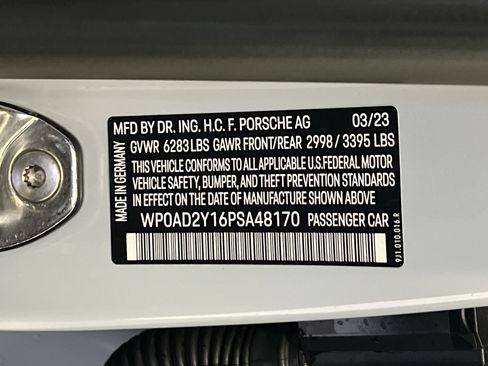 MFD BY DR. ING. H.C. F. PORSCHE AG 03/23
GVWR 6283 LBS GAWR FRONT/REAR 2998 / 3395 LBS
THIS VEHICLE CONFORMS TO ALL APPLICABLE U.S.FEDERAL MOTOR
VEHICLE SAFETY, BUMPER, AND THEFT PREVENTION STANDARDS
IN EFFECT ON THE DATE OF MANUFACTURE SHOWN ABOVE.
WP0AD2Y16PSA48170 PASSENGER CAR
MADE IN GERMANY
9J1.010.016.R